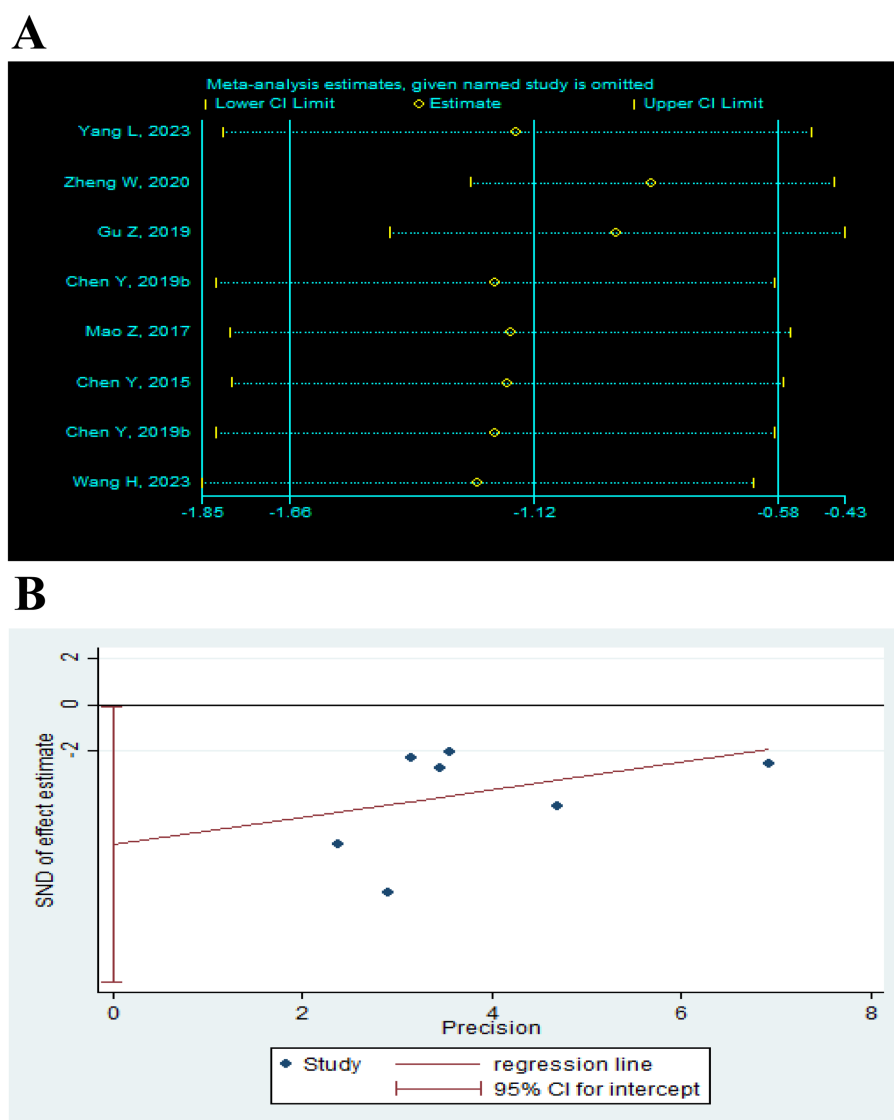 A
Meta-analysis estimates, given named study is omitted
Lower CI Limit Estimate Upper CI Limit
Yang L, 2023
Zheng W, 2020
Gu Z, 2019
Chen Y, 2019b
Mao Z, 2017
Chen Y, 2015
Chen Y, 2019b
Wang H, 2023
-1.85 -1.66 -1.12 -0.58 -0.43
B
2
0
-2
SND of effect estimate
0 2 4 6 8
Precision
Study regression line
95% CI for intercept